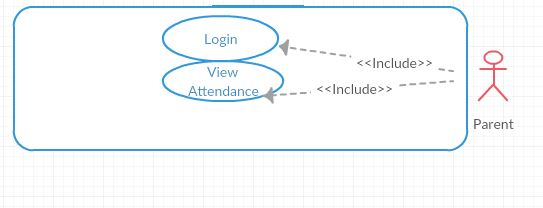 Login
<<Include>>
View
Attendance
<<Include>>
Parent